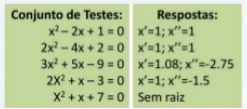 Conjunto de Testes: Respostas:
x² – 2x + 1 = 0 x'=1; x''=1
2x² – 4x + 2 = 0 x'=1; x''=1
3x² + 5x – 9 = 0 x'=1.08; x''=-2.75
2X² + x – 3 = 0 x'=1; x''=-1.5
X² + x + 7 = 0 Sem raiz